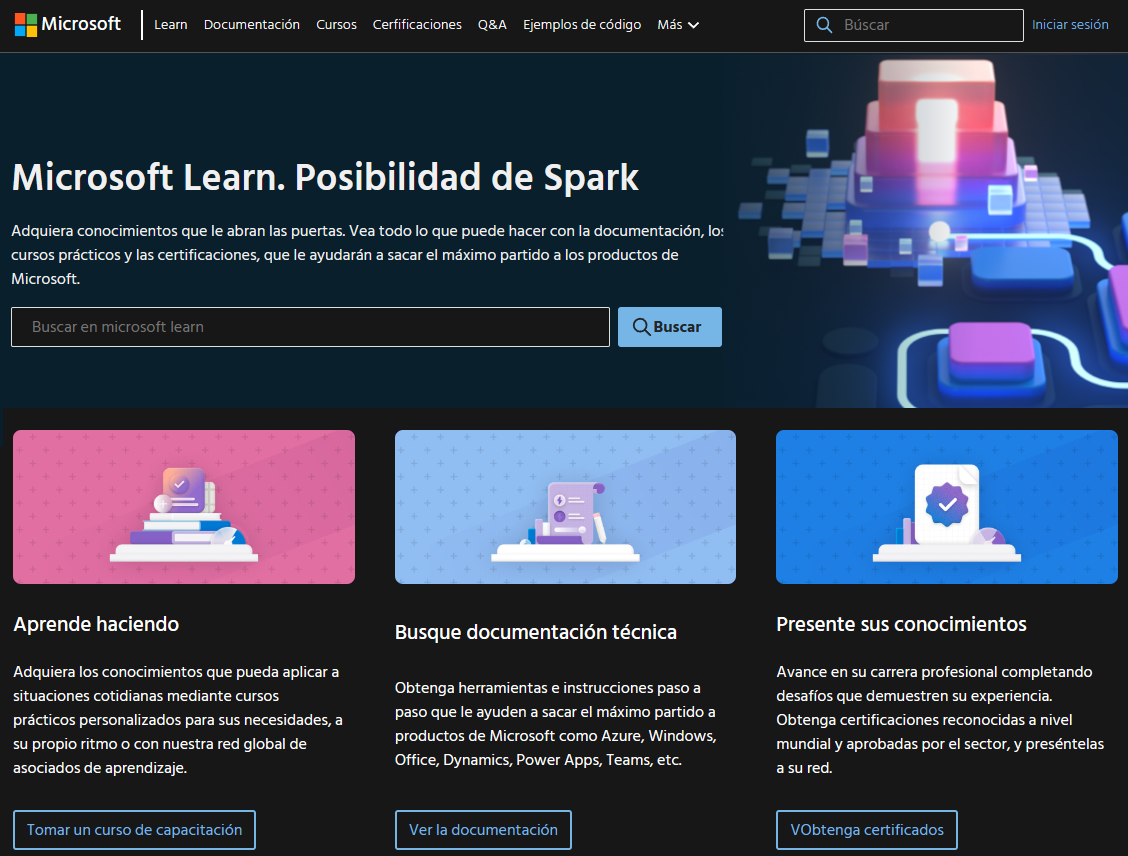 Microsoft
Learn Documentación Cursos Cerfificaciones Q&A Ejemplos de código Más
Búscar
Iniciar sesión
Microsoft Learn. Posibilidad de Spark
Adquiera conocimientos que le abran las puertas. Vea todo lo que puede hacer con la documentación, los
cursos prácticos y las certificaciones, que le ayudarán a sacar el máximo partido a los productos de
Microsoft.
Buscar en microsoft learn
Buscar
Aprende haciendo
Adquiera los conocimientos que pueda aplicar a
situaciones cotidianas mediante cursos
prácticos personalizados para sus necesidades, a
su propio ritmo o con nuestra red global de
asociados de aprendizaje.
Tomar un curso de capacitación
Busque documentación técnica
Obtenga herramientas e instrucciones paso a
paso que le ayuden a sacar el máximo partido a
productos de Microsoft como Azure, Windows,
Office, Dynamics, Power Apps, Teams, etc.
Ver la documentación
Presente sus conocimientos
Avance en su carrera profesional completando
desafíos que demuestren su experiencia.
Obtenga certificaciones reconocidas a nivel
mundial y aprobadas por el sector, y preséntelas
a su red.
VObtenga certificados